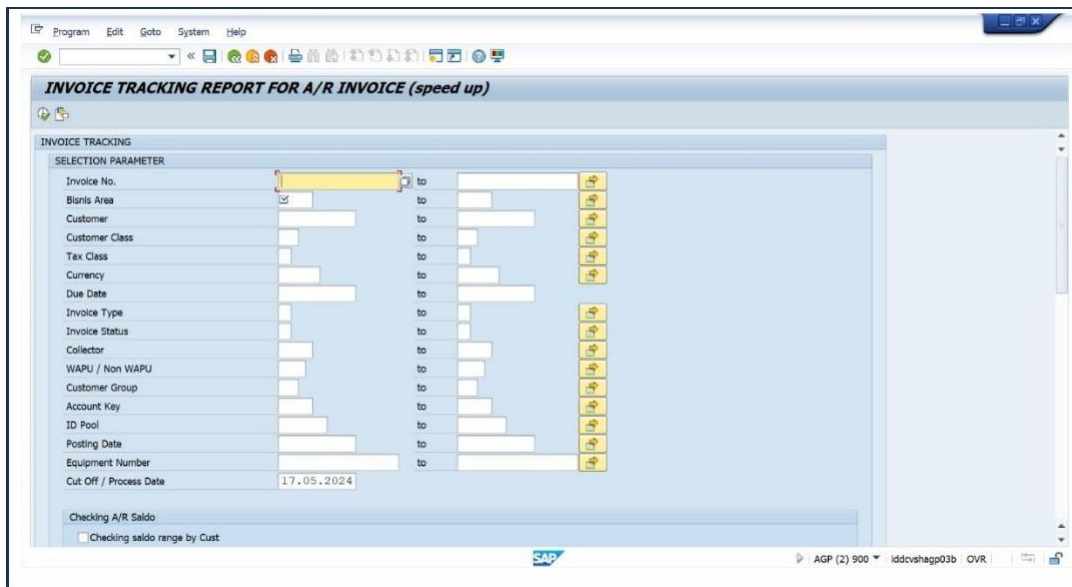 Program Edit Goto System Help
INVOICE TRACKING REPORT FOR A/R INVOICE (speed up)
INVOICE TRACKING
SELECTION PARAMETER
Invoice No. to
Bisnis Area to
Customer to
Customer Class to
Tax Class to
Currency to
Due Date to
Invoice Type to
Invoice Status to
Collector to
WAPU / Non WAPU to
Customer Group to
Account Key to
ID Pool to
Posting Date to
Equipment Number to
Cut Off / Process Date 17.05.2024
Checking A/R Saldo
Checking saldo range by Cust
SAP AGP (2) 900 iddcvshagp03b OVR